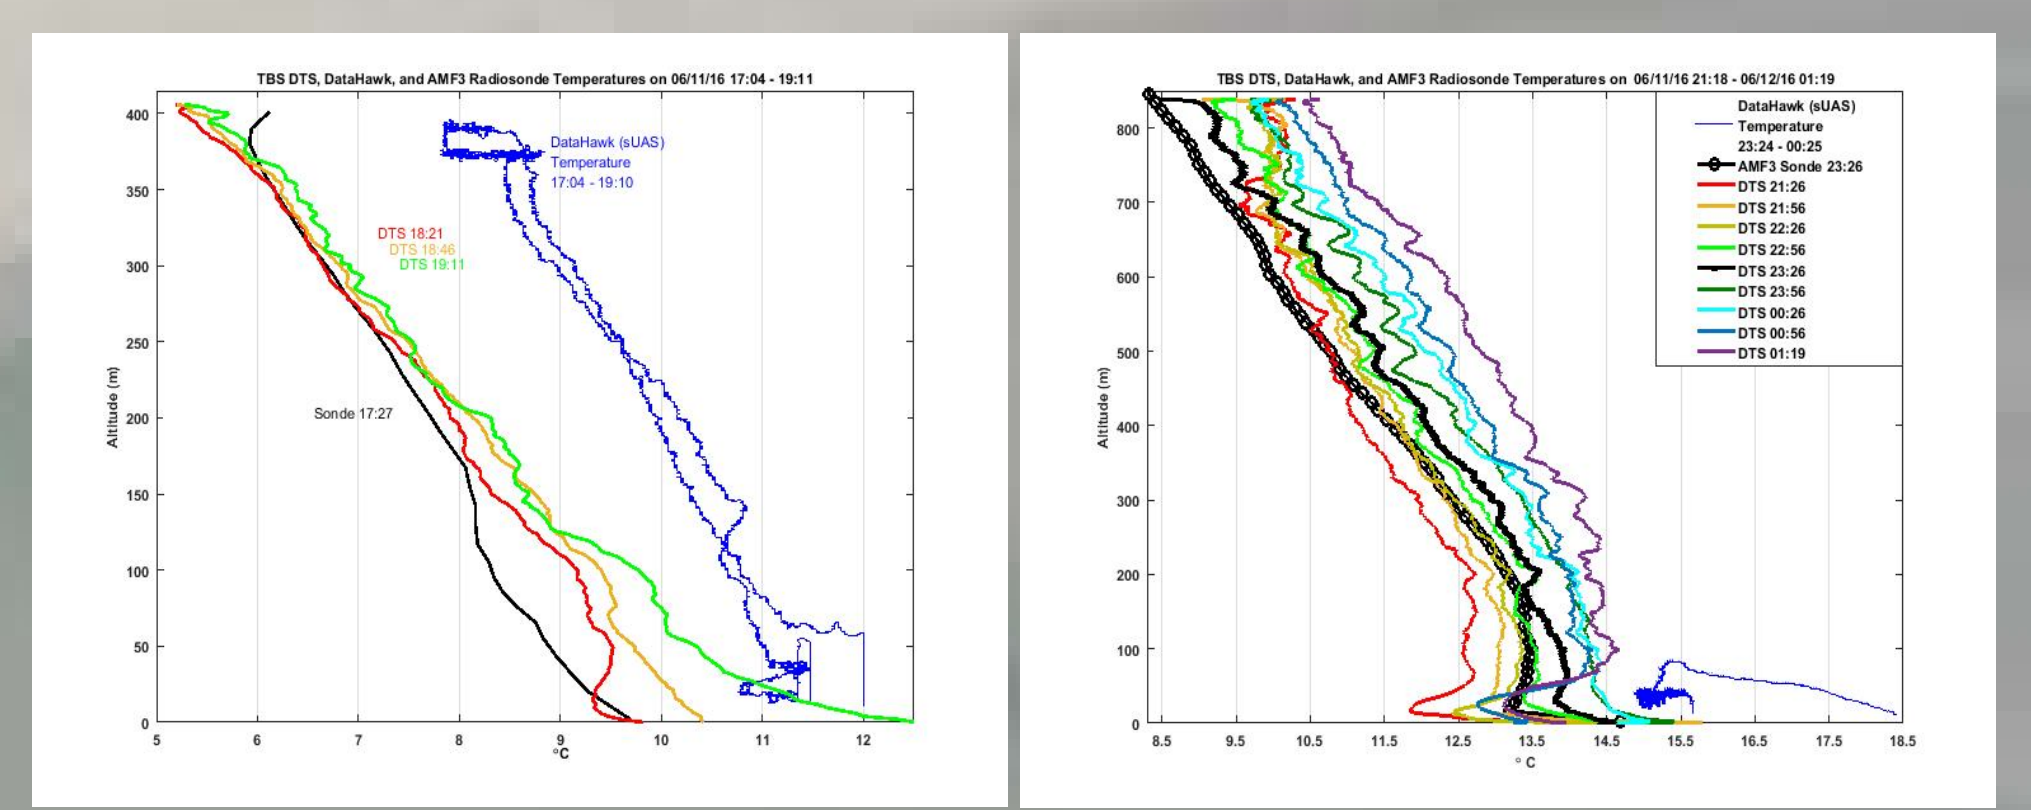 TBS DTS, DataHawk, and AMF3 Radiosonde Temperatures on 06/11/16 17:04 - 19:11
400
350
300
250
200
150
100
50
0
Altitude (m)
DataHawk (sUAS)
Temperature
17:04 - 19:10
DTS 18:21
DTS 18:46
DTS 19:11
Sonde 17:27
5
6
7
8
9
10
11
12
°C
TBS DTS, DataHawk, and AMF3 Radiosonde Temperatures on 06/11/16 21:18 - 06/12/16 01:19
800
700
600
500
400
300
200
100
0
Altitude (m)
DataHawk (sUAS)
Temperature
23:24 - 00:25
AMF3 Sonde 23:26
DTS 21:26
DTS 21:56
DTS 22:26
DTS 22:56
DTS 23:26
DTS 23:56
DTS 00:26
DTS 00:56
DTS 01:19
8.5
9.5
10.5
11.5
12.5
13.5
14.5
15.5
16.5
17.5
18.5
° C